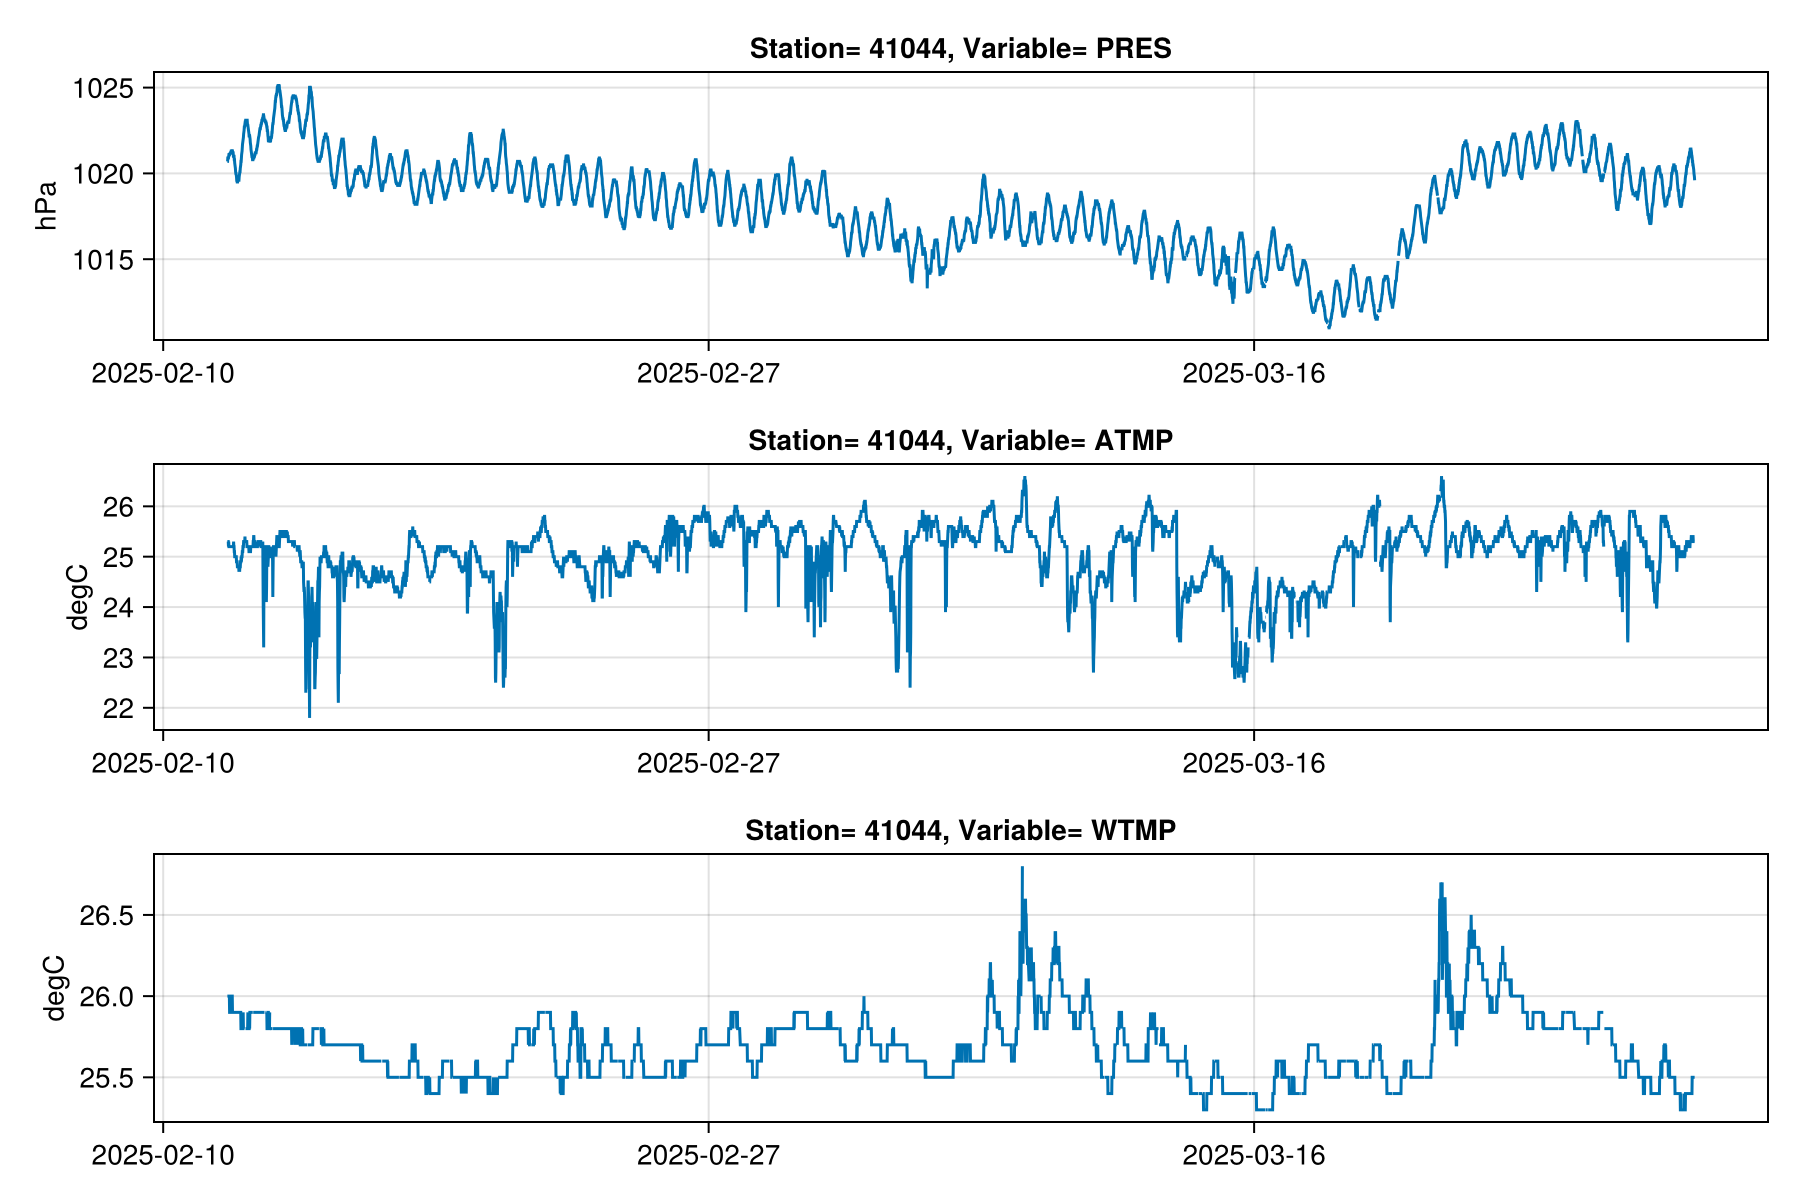 Station= 41044, Variable= PRES
hPa
1025
1020
1015
2025-02-10 2025-02-27 2025-03-16
Station= 41044, Variable= ATMP
degC
26
25
24
23
22
2025-02-10 2025-02-27 2025-03-16
Station= 41044, Variable= WTMP
degC
26.5
26.0
25.5
2025-02-10 2025-02-27 2025-03-16